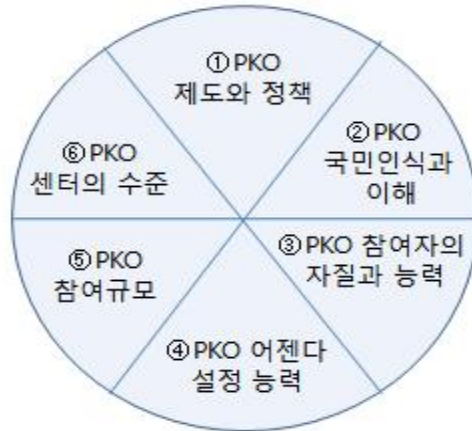 ①PKO
제도와 정책
②PKO
국민인식과
이해
③PKO 참여자의
자질과 능력
④PKO 어젠다
설정 능력
⑤PKO
참여규모
⑥PKO
센터의 수준